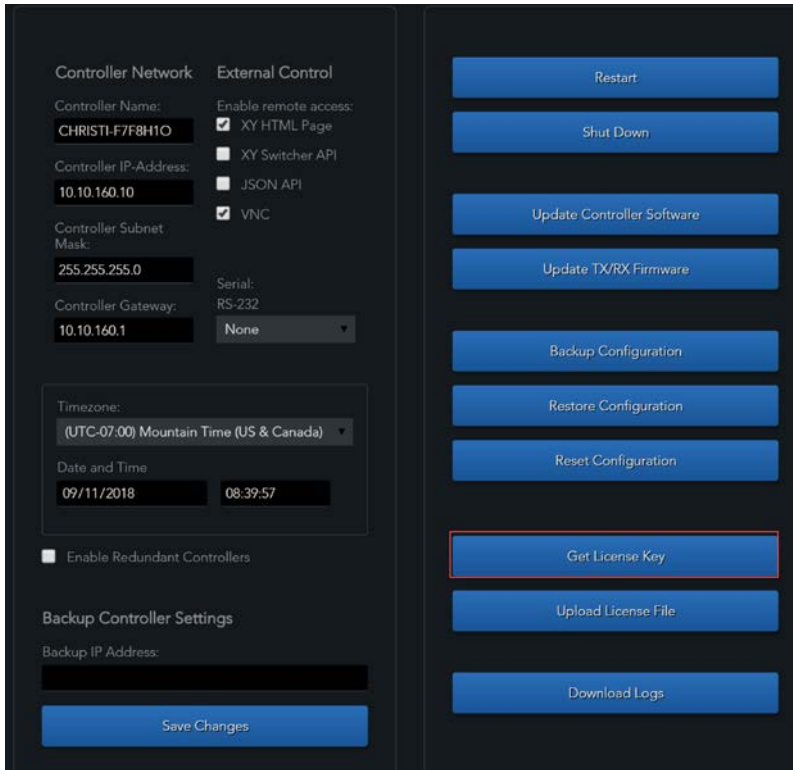 Controller Network
External Control
Controller Name:
CHRISTI-F7F8H1O
Controller IP-Address:
10.10.160.10
Controller Subnet
Mask:
255.255.255.0
Controller Gateway:
10.10.160.1
Enable remote access:
XY HTML Page
XY Switcher API
JSON API
VNC
Serial:
RS-232
None
Timezone:
(UTC-07:00) Mountain Time (US & Canada)
Date and Time
09/11/2018
08:39:57
Enable Redundant Controllers
Backup Controller Settings
Backup IP Address:
Save Changes
Restart
Shut Down
Update Controller Software
Update TX/RX Firmware
Backup Configuration
Restore Configuration
Reset Configuration
Get License Key
Upload License File
Download Logs